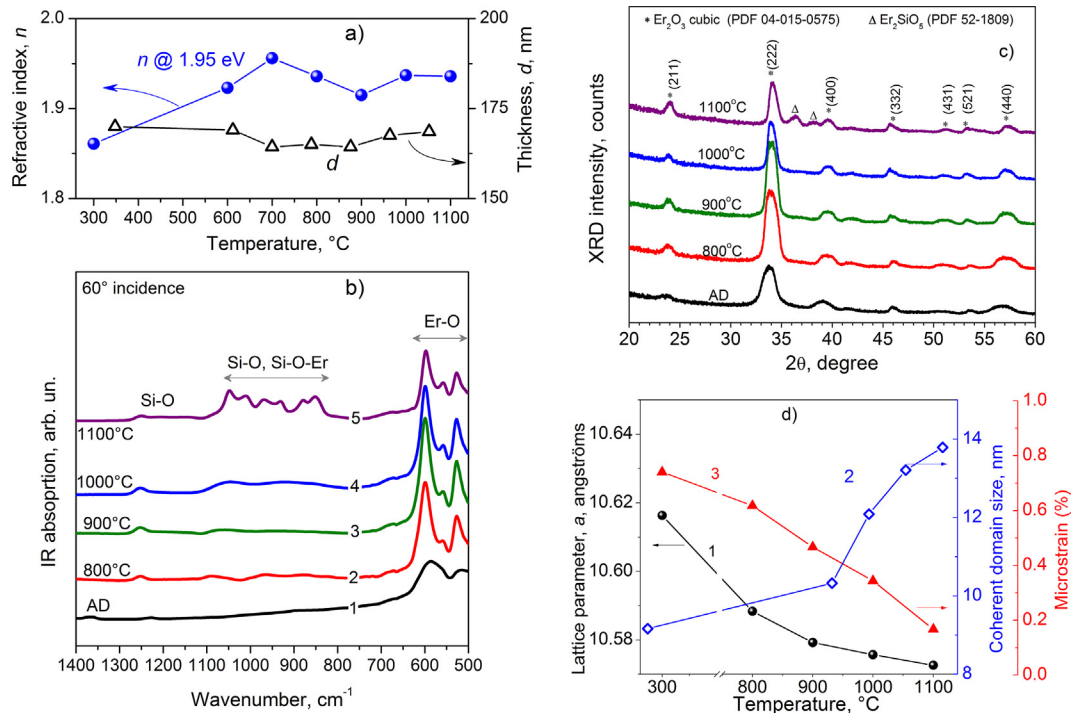 a)
n @ 1.95 eV
d
2.0
1.9
1.8
Refractive index, n
200
175
150
Thickness, d, nm
300 400 500 600 700 800 900 1000 1100
Temperature, °C
60° incidence
b)
Er-O
Si-O, Si-O-Er
Si-O
1100°C
5
1000°C
4
900°C
3
800°C
2
AD
1
IR absoprtion, arb. un.
1400 1300 1200 1100 1000 900 800 700 600 500
Wavenumber, cm-1
* Er2O3 cubic (PDF 04-015-0575) Δ Er2SiO5 (PDF 52-1809)
c)
*(211)
*(222)
Δ
Δ
*(400)
*(332)
*(431)
*(521)
*(440)
1100°C
1000°C
900°C
800°C
AD
XRD intensity, counts
20 25 30 35 40 45 50 55 60
2θ, degree
d)
10.64
10.62
10.60
10.58
Lattice parameter, a, angströms
3
2
1
14
12
10
8
Coherent domain size, nm
1.0
0.8
0.6
0.4
0.2
0.0
Microstrain (%)
300 800 900 1000 1100
Temperature, °C